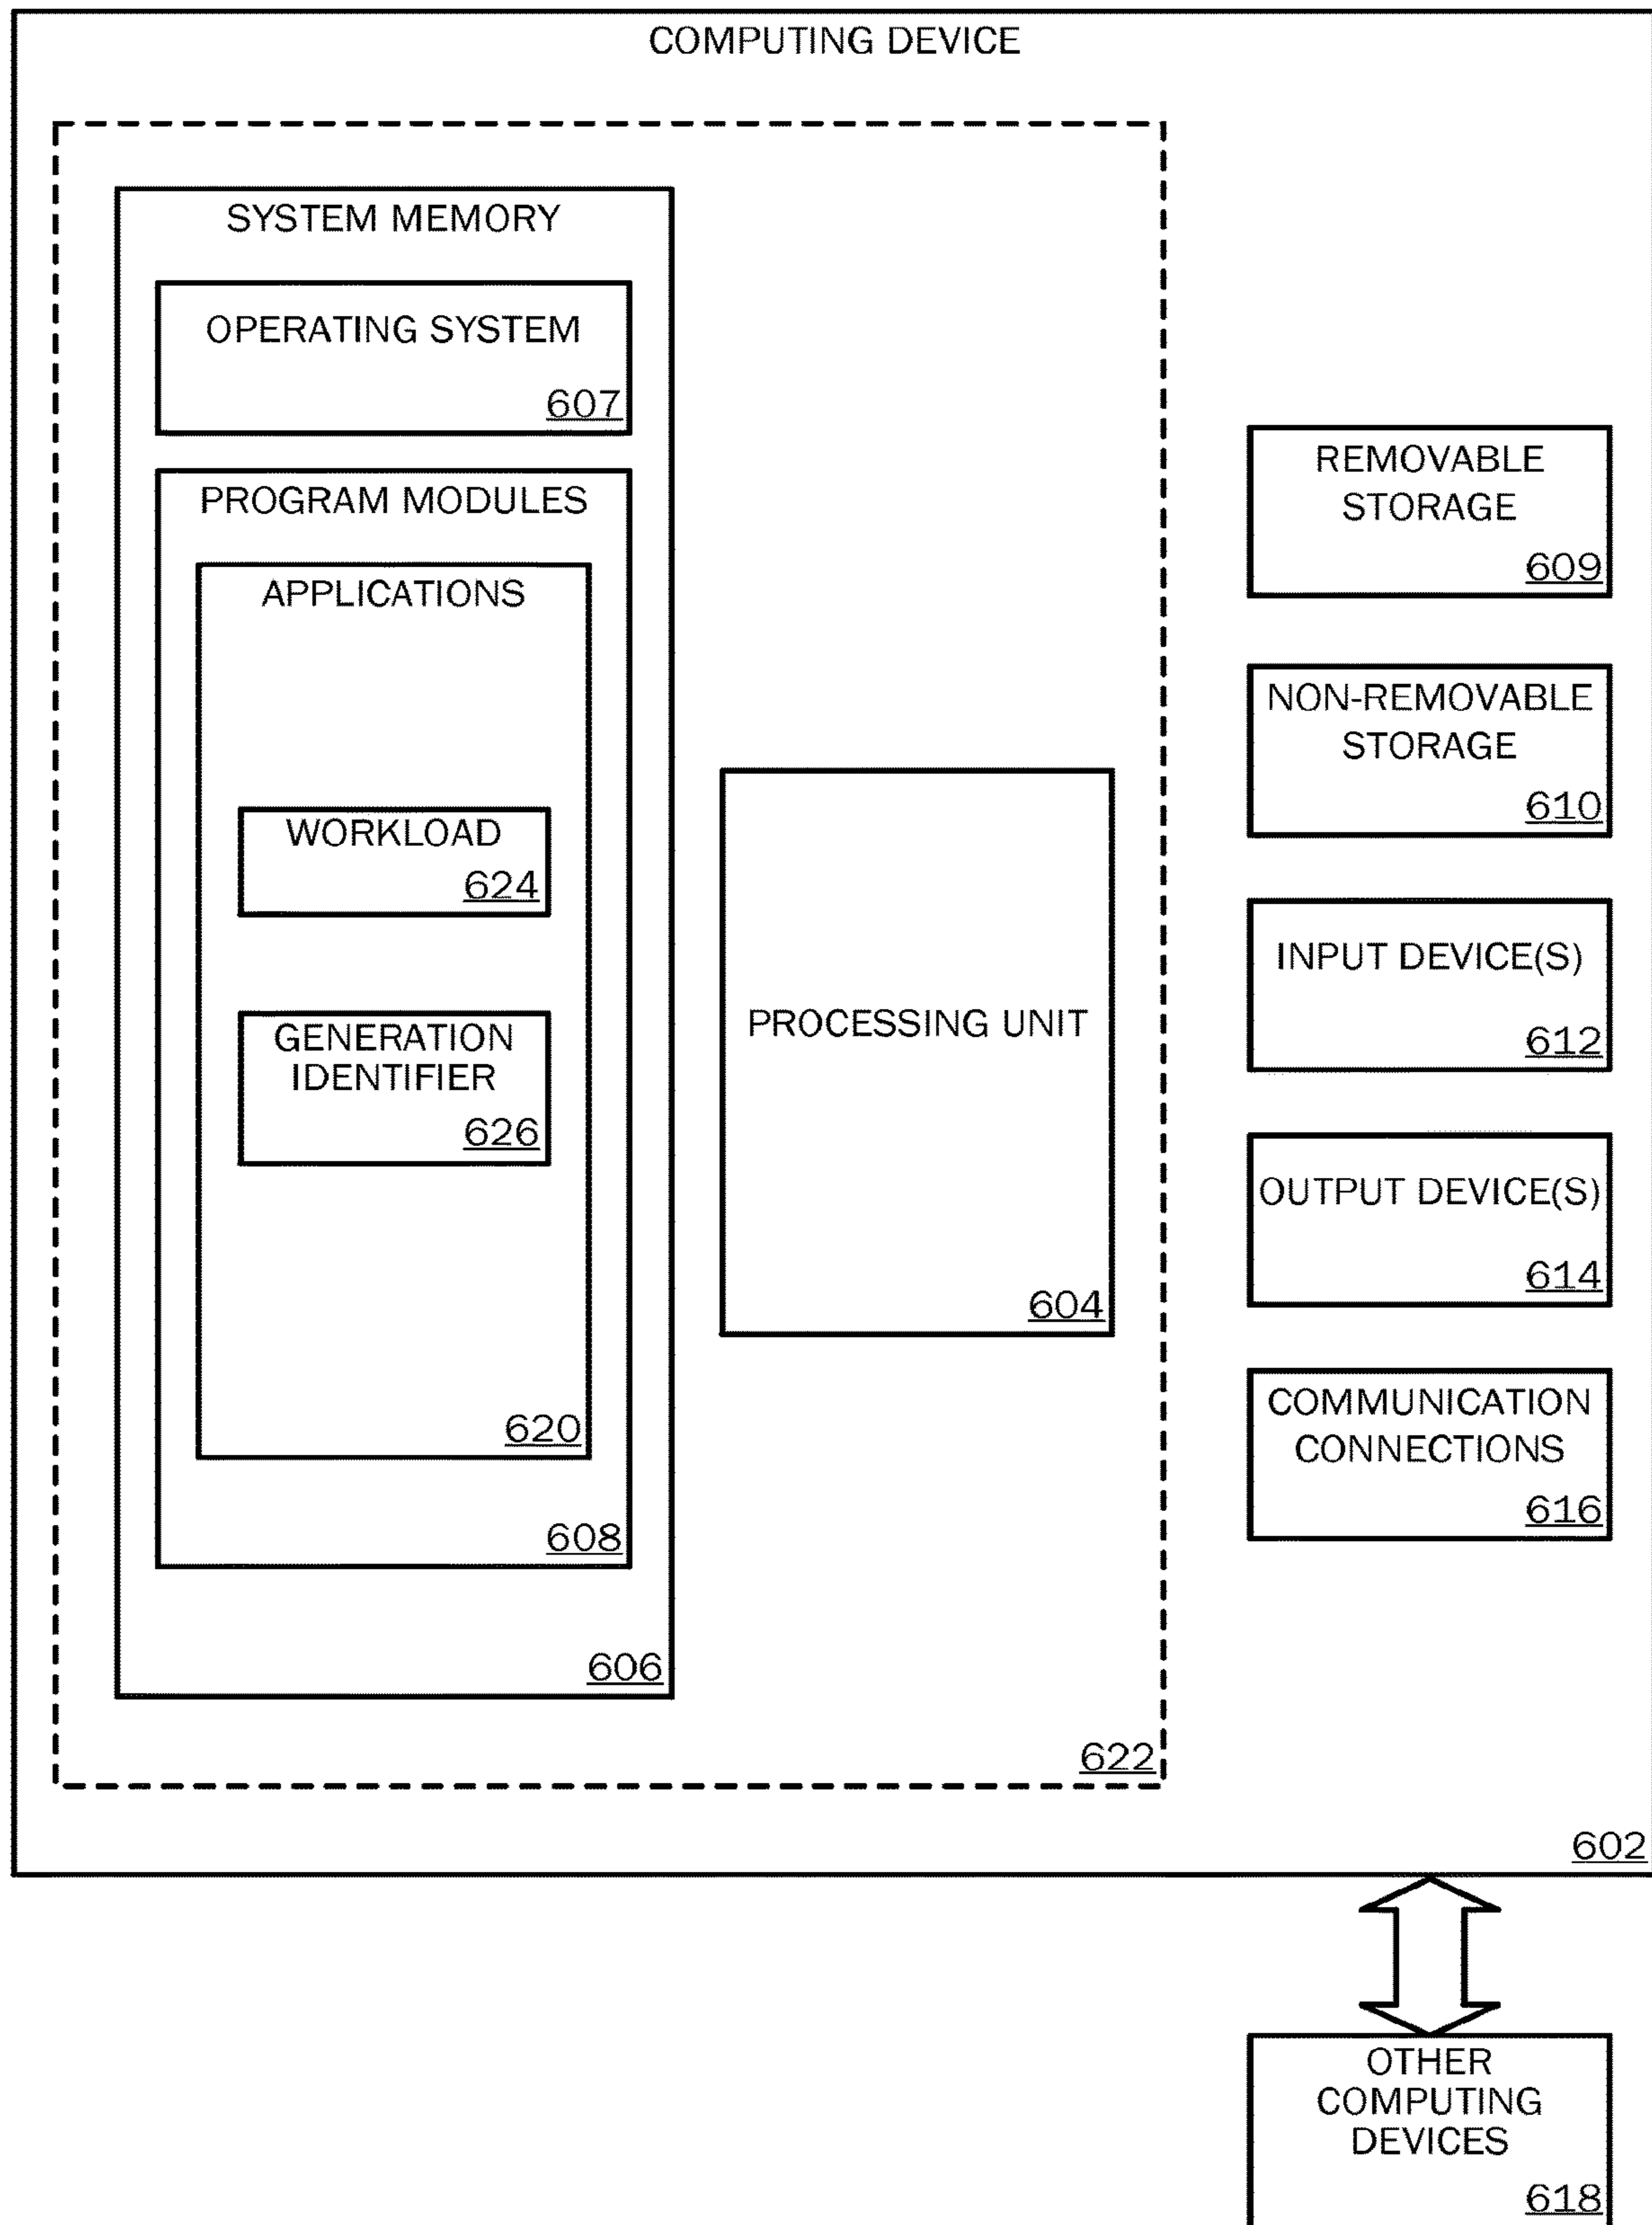 COMPUTING DEVICE
SYSTEM MEMORY
OPERATING SYSTEM
607
PROGRAM MODULES
APPLICATIONS
WORKLOAD
624
GENERATION
IDENTIFIER
626
620
608
606
PROCESSING UNIT
604
622
REMOVABLE
STORAGE
609
NON-REMOVABLE
STORAGE
610
INPUT DEVICE(S)
612
OUTPUT DEVICE(S)
614
COMMUNICATION
CONNECTIONS
616
602
OTHER
COMPUTING
DEVICES
618